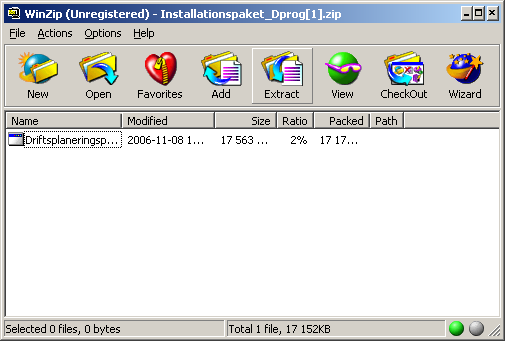 WinZip (Unregistered) - Installationspaket_Dprog[1].zip
File Actions Options Help
New Open Favorites Add Extract View CheckOut Wizard
Name Modified Size Ratio Packed Path
Driftsplaneringsp... 2006-11-08 1... 17 563 ... 2% 17 17...
Selected 0 files, 0 bytes Total 1 file, 17 152KB